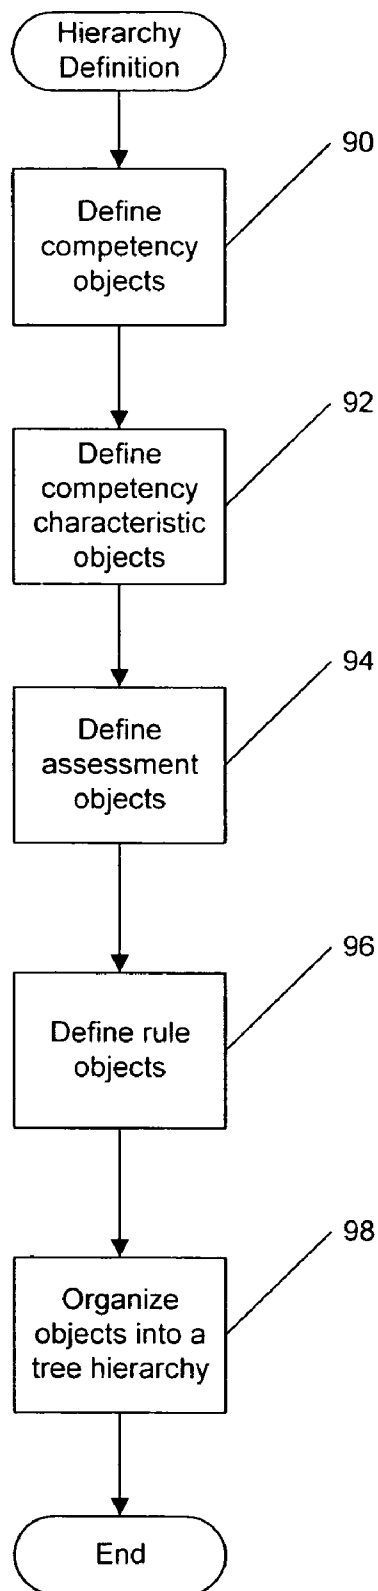 Hierarchy
Definition
90
Define
competency
objects
92
Define
competency
characteristic
objects
94
Define
assessment
objects
96
Define rule
objects
98
Organize
objects into a
tree hierarchy
End